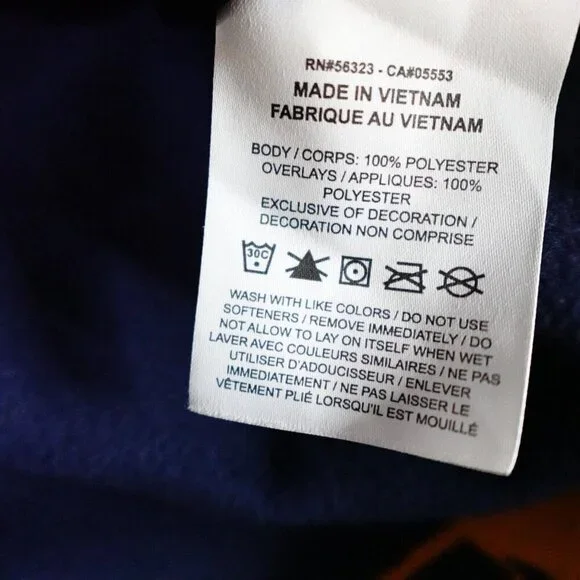 RN#56323 - CA#05553
MADE IN VIETNAM
FABRIQUE AU VIETNAM
BODY / CORPS: 100% POLYESTER
OVERLAYS / APPLIQUES: 100%
POLYESTER
EXCLUSIVE OF DECORATION /
DECORATION NON COMPRISE
30C
WASH WITH LIKE COLORS / DO NOT USE
SOFTENERS / REMOVE IMMEDIATELY / DO
NOT ALLOW TO LAY ON ITSELF WHEN WET
LAVER AVEC COULEURS SIMILAIRES / NE PAS
UTILISER D'ADOUCISSEUR / ENLEVER
IMMEDIATEMENT / NE PAS LAISSER LE
VÊTEMENT PLIÉ LORSQU'IL EST MOUILLÉ